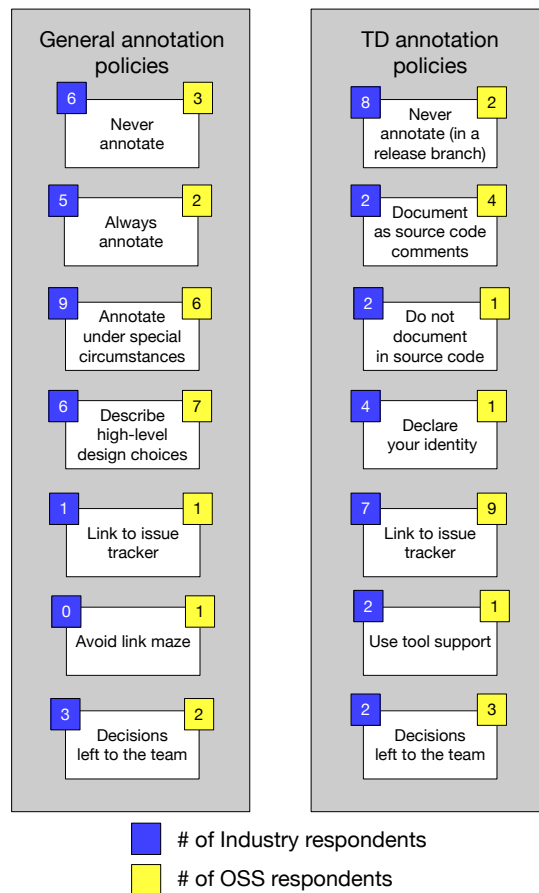 General annotation
policies
6
3
Never
annotate
5
2
Always
annotate
9
6
Annotate
under special
circumstances
6
7
Describe
high-level
design choices
1
1
Link to issue
tracker
0
1
Avoid link maze
3
2
Decisions
left to the team
TD annotation
policies
8
2
Never
annotate (in a
release branch)
2
4
Document
as source code
comments
2
1
Do not
document
in source code
4
1
Declare
your identity
7
9
Link to issue
tracker
2
1
Use tool support
2
3
Decisions
left to the team
# of Industry respondents
# of OSS respondents